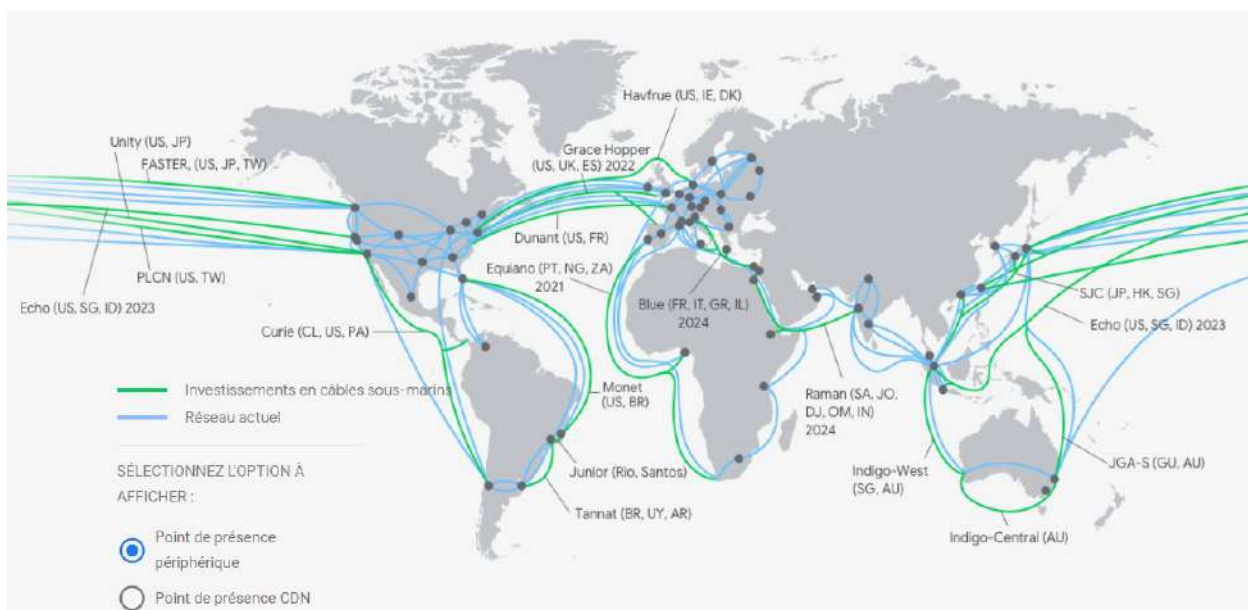 Havfrue (US, IE, DK)
Unity (US, JP)
FASTER, (US, JP, TW)
Grace Hopper
(US, UK, ES) 2022
Dunant (US, FR)
PLCN (US, TW)
Equiano (PT, NG, ZA)
2021
Echo (US, SG, ID) 2023
Blue (FR, IT, GR, IL)
2024
SJC (JP, HK, SG)
Echo (US, SG, ID) 2023
Curie (CL, US, PA)
Investissements en câbles sous-marins
Réseau actuel
Monet
(US, BR)
Raman (SA, JO,
DJ, OM, IN)
2024
Junior (Rio, Santos)
Indigo-West
(SG, AU)
JGA-S (GU, AU)
Tannat (BR, UY, AR)
Indigo-Central (AU)
SÉLECTIONNEZ L'OPTION À
AFFICHER :
Point de présence
périphérique
Point de présence CDN